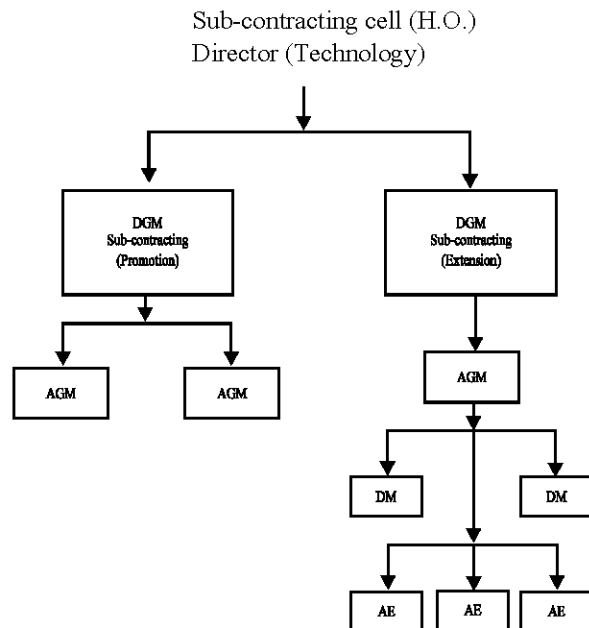 Sub-contracting cell (H.O.)
Director (Technology)
DGM
Sub-contracting
(Promotion)
DGM
Sub-contracting
(Extension)
AGM
AGM
AGM
DM
DM
AE
AE
AE